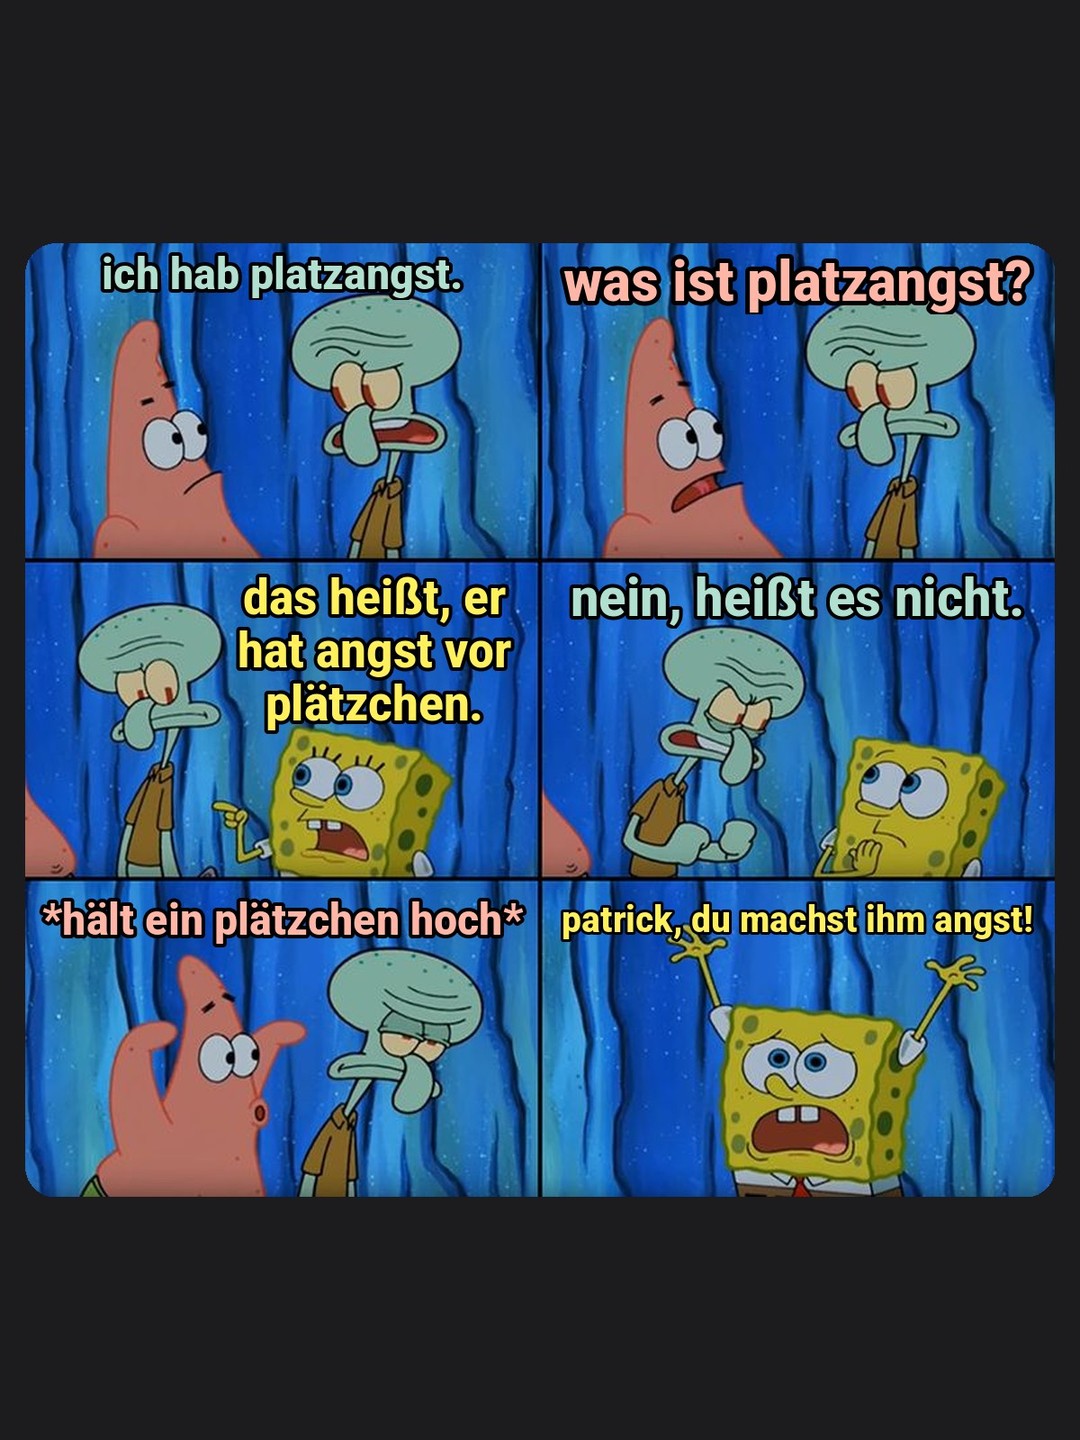 ich hab platzangst.
was ist platzangst?
das heißt, er
hat angst vor
plätzchen.
nein, heißt es nicht.
*hält ein plätzchen hoch*
patrick, du machst ihm angst!